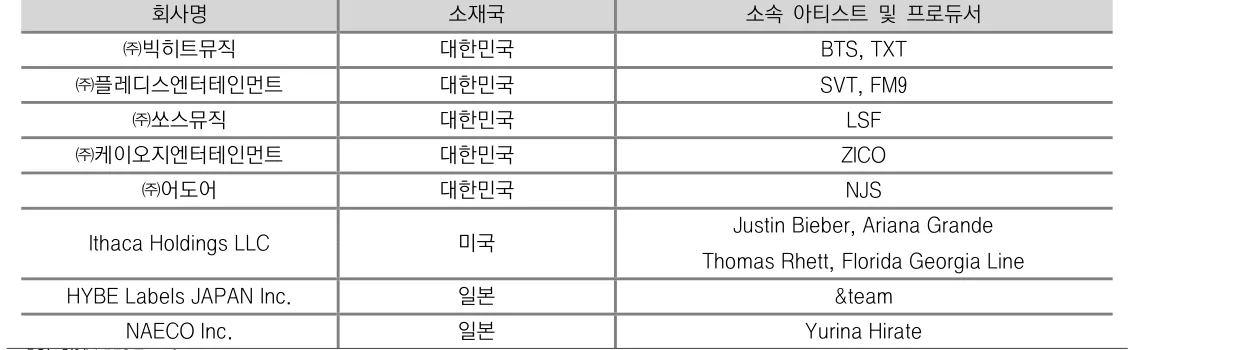 회사명 소재국 소속 아티스트 및 프로듀서
㈜빅히트뮤직 대한민국 BTS, TXT
㈜플레디스엔터테인먼트 대한민국 SVT, FM9
㈜쏘스뮤직 대한민국 LSF
㈜케이오지엔터테인먼트 대한민국 ZICO
㈜어도어 대한민국 NJS
Ithaca Holdings LLC 미국 Justin Bieber, Ariana Grande
Thomas Rhett, Florida Georgia Line
HYBE Labels JAPAN Inc. 일본 &team
NAECO Inc. 일본 Yurina Hirate